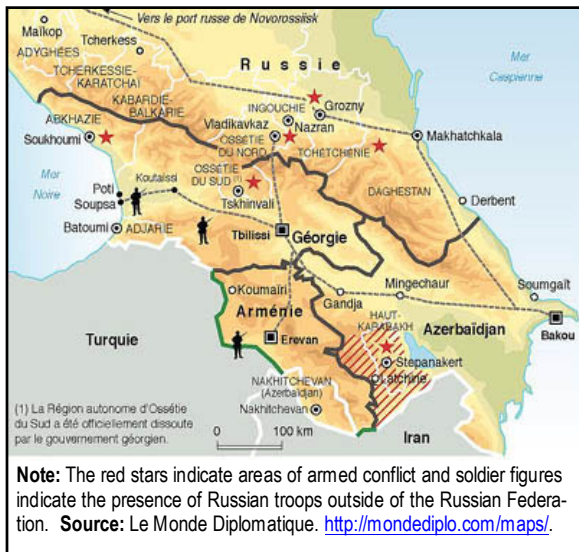 Vers le port russe de Novorossiisk
Maïkop
ADYGHÉES
Tcherkess
TCHERKESSIE-
KARATCHAÏ
KABARDIE-
BALKARIE
Russie
Mer
Caspienne
INGOUCHIE
Grozny
Vladikavkaz
Nazran
OSSÉTIE
DU NORD
TCHÉTCHÉNIE
Makhatchkala
ABKHAZIE
Soukhoumi
OSSÉTIE
DU SUD (1)
Tskhinvali
DAGHESTAN
Derbent
Mer
Noire
Koutaissi
Poti
Soupsa
Batoumi
ADJARIE
Tbilissi
Géorgie
Mingechaur
Soumgaït
Koumaïri
Gandja
Arménie
HAUT-
KARABAKH
Azerbaïdjan
Bakou
Turquie
Erevan
Stepanakert
Latchine
NAKHITCHEVAN
(Azerbaïdjan)
Nakhitchevan
Iran
(1) La Région autonome d'Ossétie
du Sud a été officiellement dissoute
par le gouvernement géorgien.
0 100 km
Note: The red stars indicate areas of armed conflict and soldier figures
indicate the presence of Russian troops outside of the Russian Federa-
tion. Source: Le Monde Diplomatique. http://mondediplo.com/maps/.